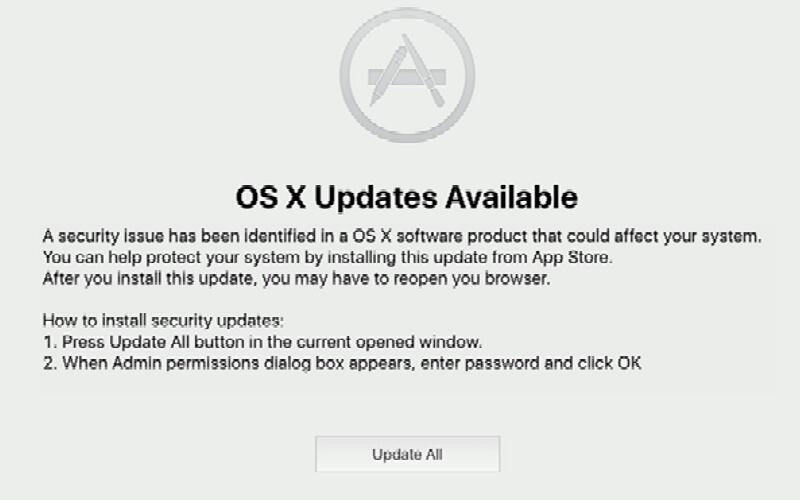 OS X Updates Available
A security issue has been identified in a OS X software product that could affect your system.
You can help protect your system by installing this update from App Store.
After you install this update, you may have to reopen you browser.
How to install security updates:
1. Press Update All button in the current opened window.
2. When Admin permissions dialog box appears, enter password and click OK
Update All